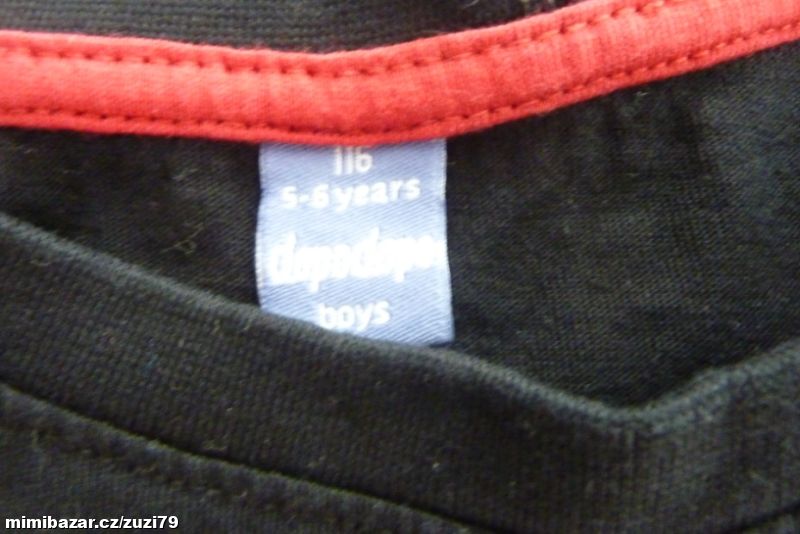 116
5-6 years
dopodopo
boys
mimibazar.cz/zuzi79